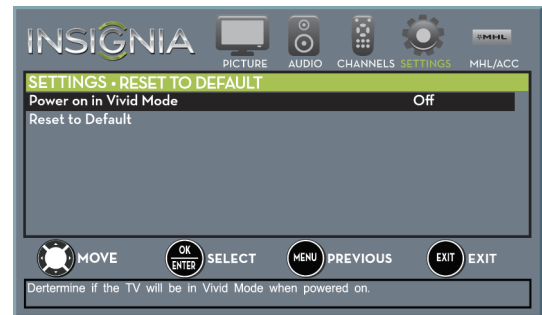 INSIGNIA
PICTURE AUDIO CHANNELS SETTINGS MHL/ACC
MHL
SETTINGS • RESET TO DEFAULT
Power on in Vivid Mode Off
Reset to Default
MOVE OK ENTER SELECT MENU PREVIOUS EXIT EXIT
Dertermine if the TV will be in Vivid Mode when powered on.